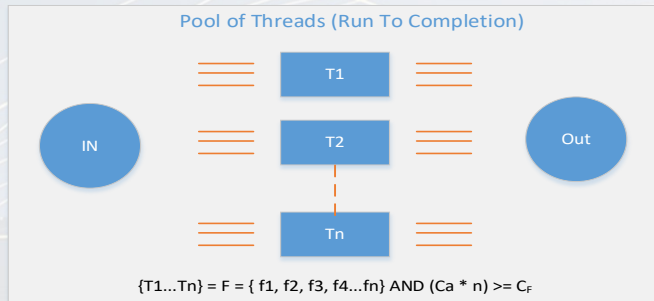 Pool of Threads (Run To Completion)
T1
IN
T2
Out
Tn
{T1...Tn} = F = { f1, f2, f3, f4...fn} AND (Ca * n) >= CF